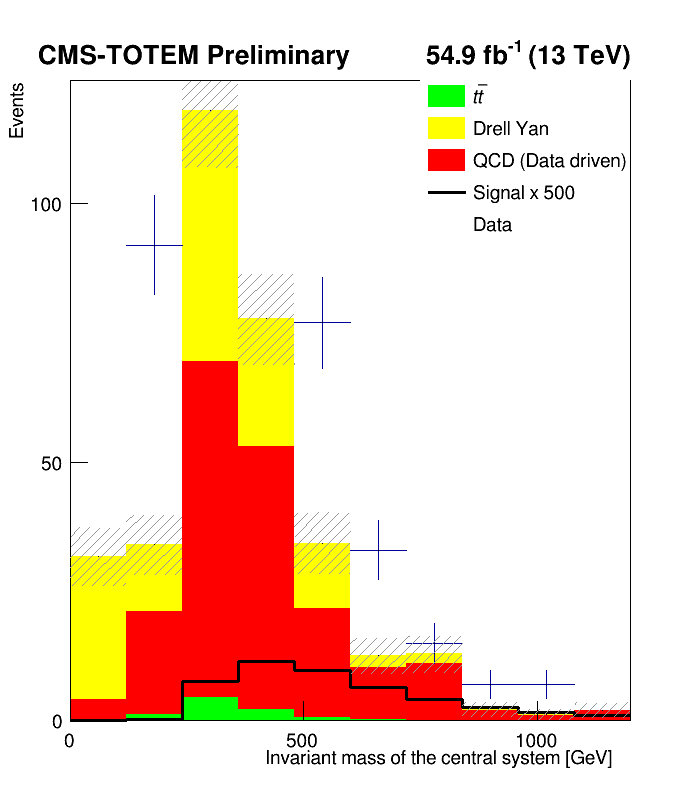 CMS-TOTEM Preliminary 54.9 fb⁻¹ (13 TeV)
Events
tt̄
Drell Yan
QCD (Data driven)
Signal x 500
Data
100
50
0
0 500 1000
Invariant mass of the central system [GeV]